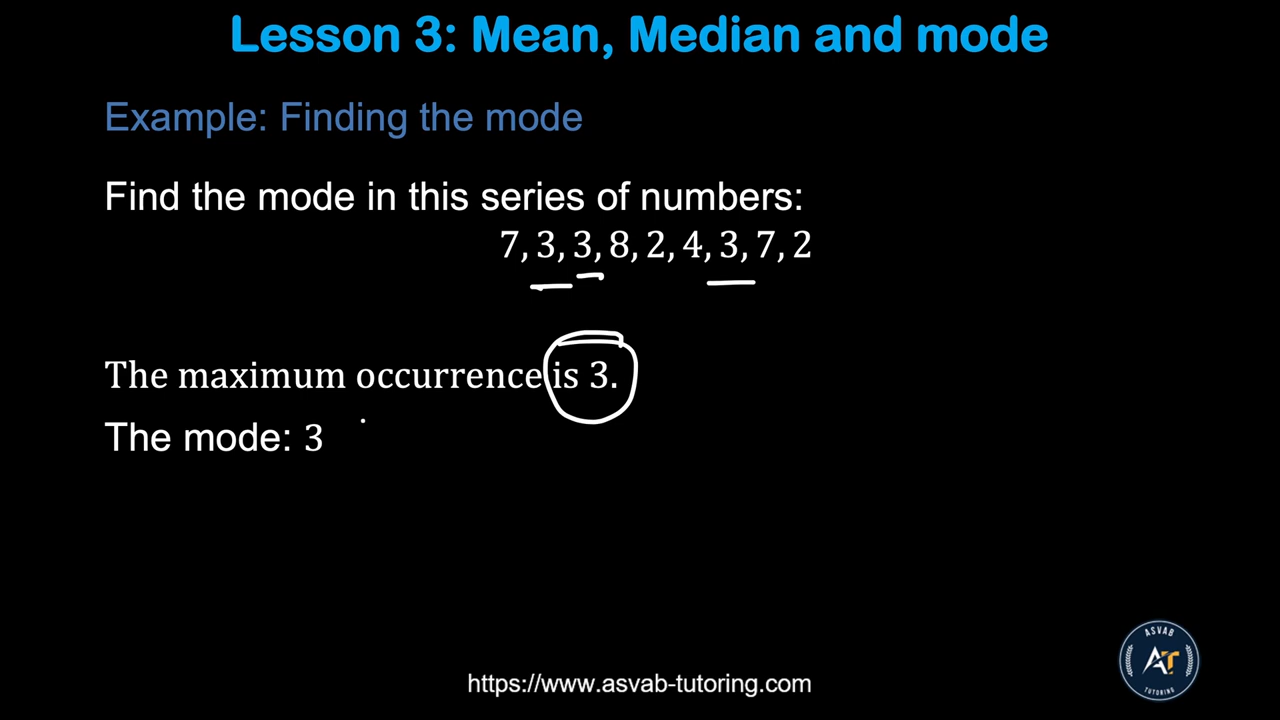 Lesson 3: Mean, Median and mode
Example: Finding the mode
Find the mode in this series of numbers:
7, 3, 3, 8, 2, 4, 3, 7, 2
The maximum occurrence is 3.
The mode: 3
ASVAB
AT
TUTORING
https://www.asvab-tutoring.com